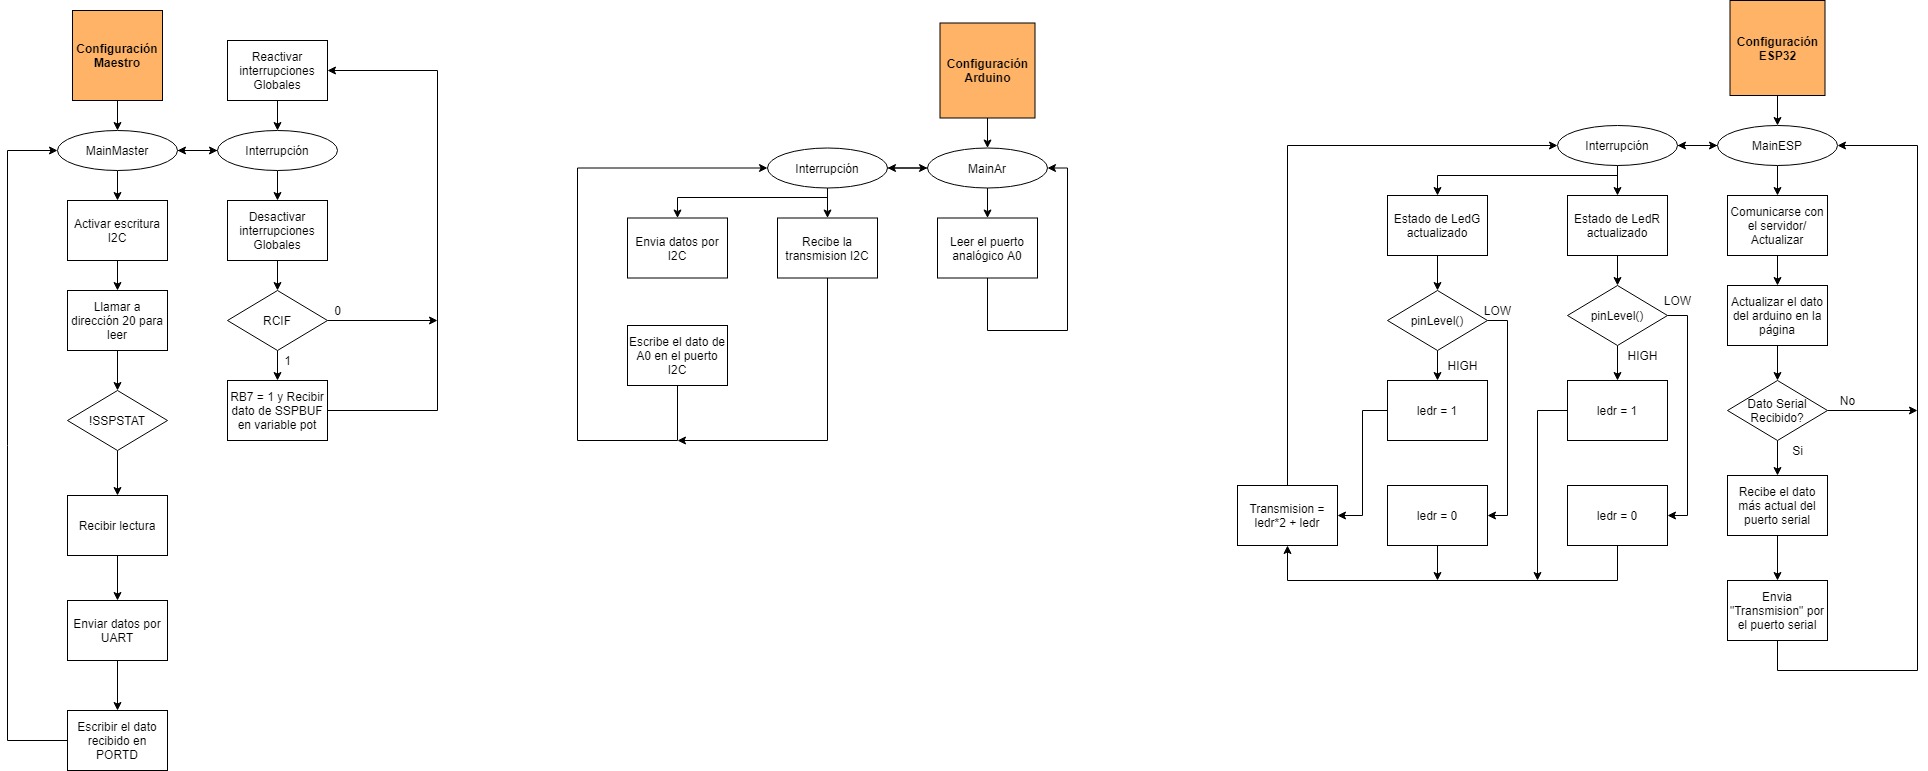 Configuración
Maestro
MainMaster
Activar escritura
I2C
Llamar a
dirección 20 para
leer
!SSPSTAT
Recibir lectura
Enviar datos por
UART
Escribir el dato
recibido en
PORTD
Reactivar
interrupciones
Globales
Interrupción
Desactivar
interrupciones
Globales
RCIF
0
1
RB7 = 1 y Recibir
dato de SSPBUF
en variable pot
Configuración
Arduino
Interrupción
MainAr
Envia datos por
I2C
Recibe la
transmision I2C
Leer el puerto
analógico A0
Escribe el dato de
A0 en el puerto
I2C
Configuración
ESP32
Interrupción
MainESP
Estado de LedG
actualizado
pinLevel()
LOW
HIGH
ledr = 1
ledr = 0
Transmision =
ledr*2 + ledr
Estado de LedR
actualizado
pinLevel()
LOW
HIGH
ledr = 1
ledr = 0
Comunicarse con
el servidor/
Actualizar
Actualizar el dato
del arduino en la
página
Dato Serial
Recibido?
No
Si
Recibe el dato
más actual del
puerto serial
Envia
"Transmision" por
el puerto serial